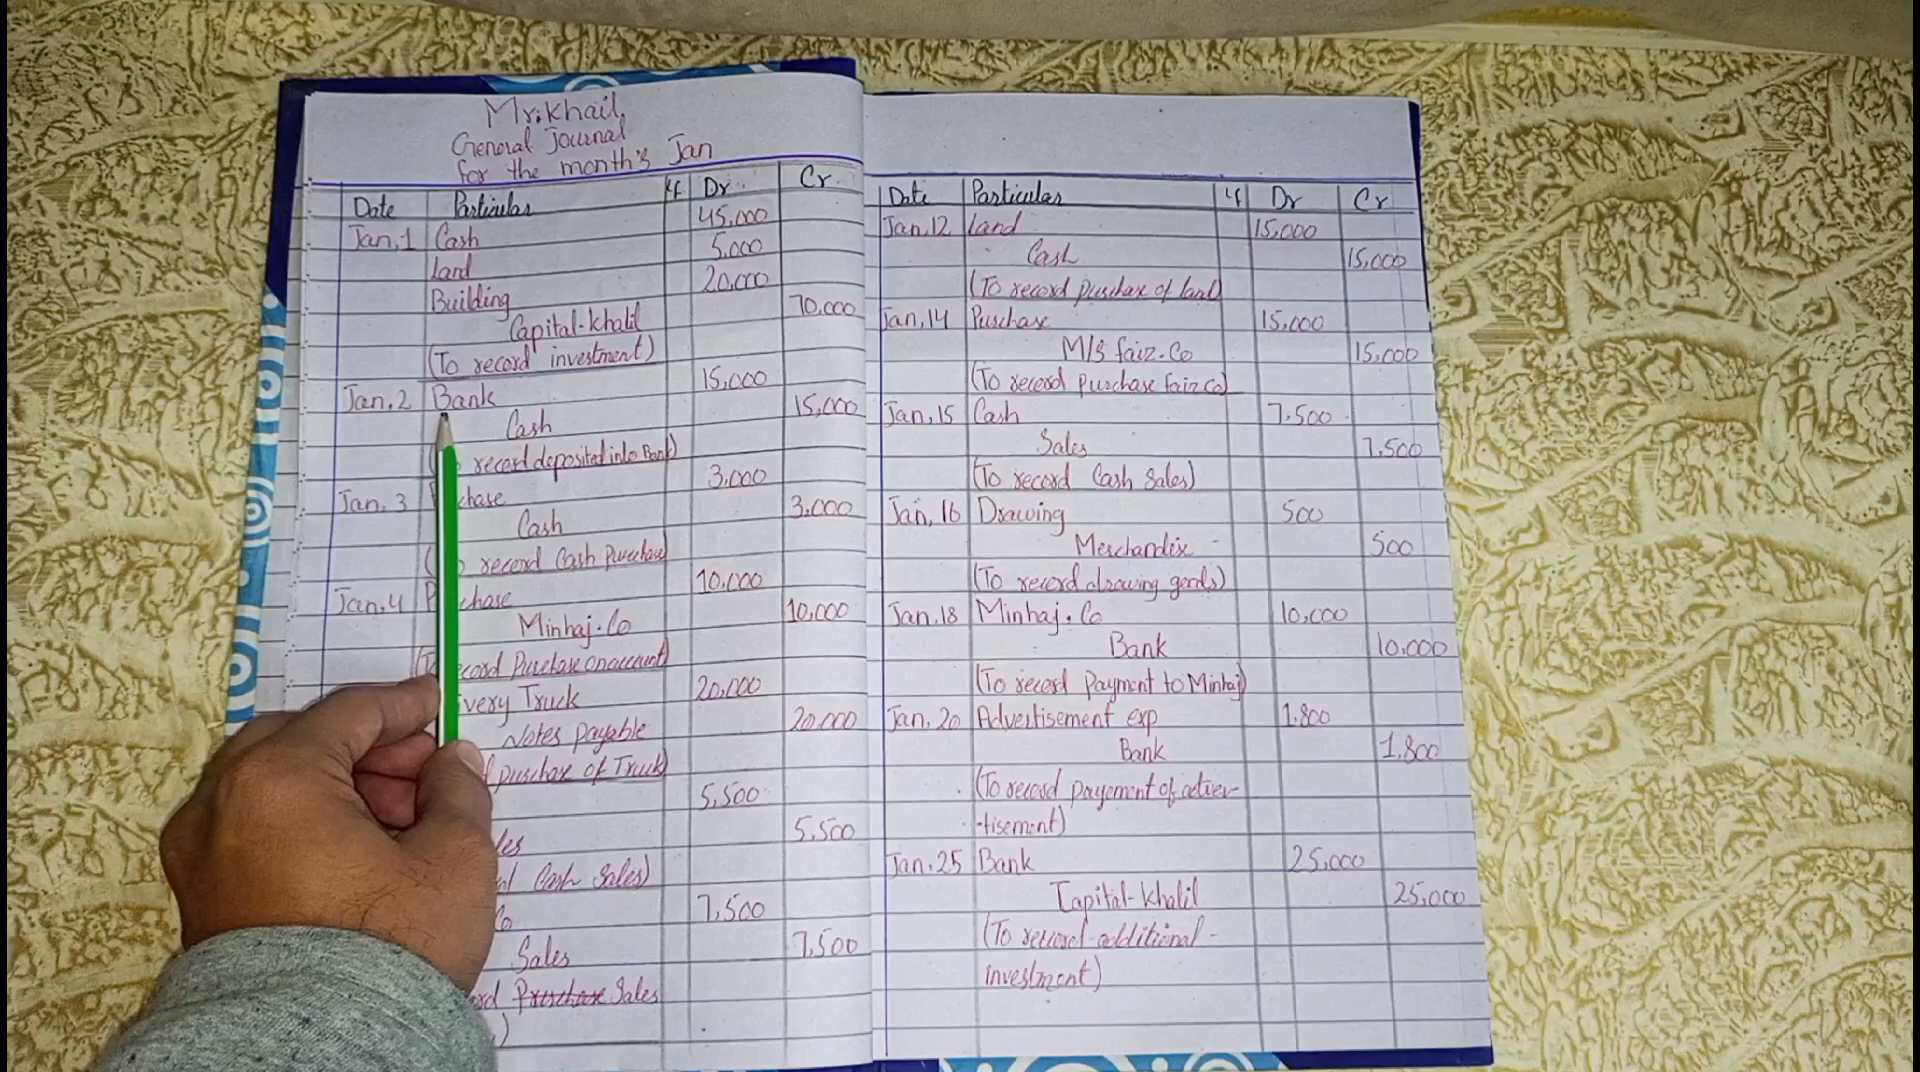 Mr. Khail,
General Journal
for the month's Jan
Date Particulas Lf Dr. Cr.
Jan,1 Cash 45,000
land 5,000
Building 20,000
Capital-Khalil 70,000
(To record investment)
Jan,2 Bank 15,000
Cash 15,000
record deposited into Bank)
Jan,3 chase 3,000
Cash 3,000
record Cash Purchase)
Jan,4 P chase 10,000
Minhaj.Co 10,000
(T ecord Purchase on account)
very Truck 20,000
Notes payable 20,000
f purchase of Truck)
5,500
les 5,500
Cash Sales)
Co 7,500
Sales 7,500
ord Purchase Sales
)
Date Particulas Lf Dr Cr
Jan,12 land 15,000
Cash 15,000
(To record purchase of land)
Jan,14 Purchase 15,000
M/S faiz.Co 15,000
(To record purchase faiz Co)
Jan,15 Cash 7,500
Sales 7,500
(To record Cash Sales)
Jan,16 Drawing 500
Merchandise 500
(To record drawing goods)
Jan,18 Minhaj.Co 10,000
Bank 10,000
(To record Payment to Minhaj)
Jan,20 Advertisement exp 1,800
Bank 1,800
(To record payement of adver
-tisement)
Jan,25 Bank 25,000
Capital-Khalil 25,000
(To record additional-
investment)